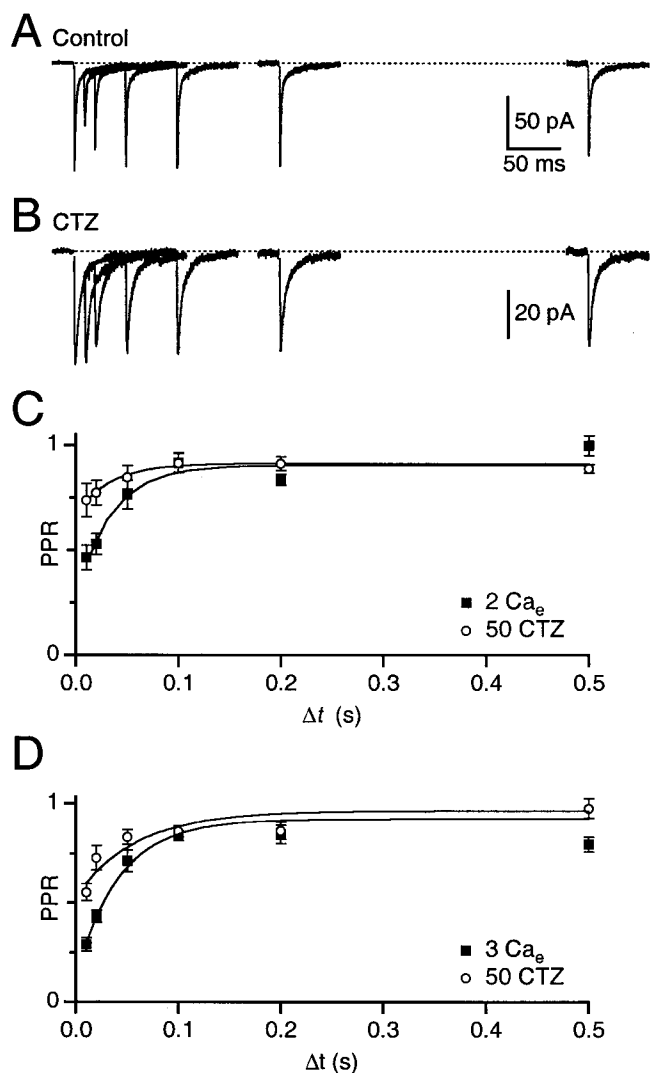 A
Control
50 pA
50 ms
B
CTZ
20 pA
C
1
PPR
0
■ 2 Caₑ
○ 50 CTZ
0.0 0.1 0.2 0.3 0.4 0.5
Δt (s)
D
1
PPR
0
■ 3 Caₑ
○ 50 CTZ
0.0 0.1 0.2 0.3 0.4 0.5
Δt (s)